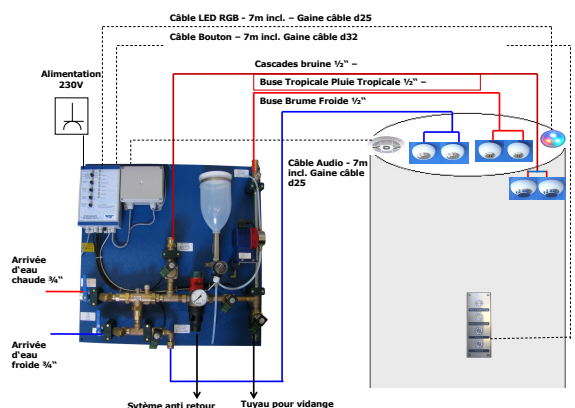 Câble LED RGB - 7m incl. – Gaine câble d25
Câble Bouton – 7m incl. Gaine câble d32
Cascades bruine ½“ –
Alimentation
230V
Buse Tropicale Pluie Tropicale ½“ –
Buse Brume Froide ½“
Câble Audio - 7m
incl. Gaine câble
d25
Arrivée
d‘eau
chaude ¾“
Arrivée
d‘eau
froide ¾“
Sytème anti retour
Tuyau pour vidange